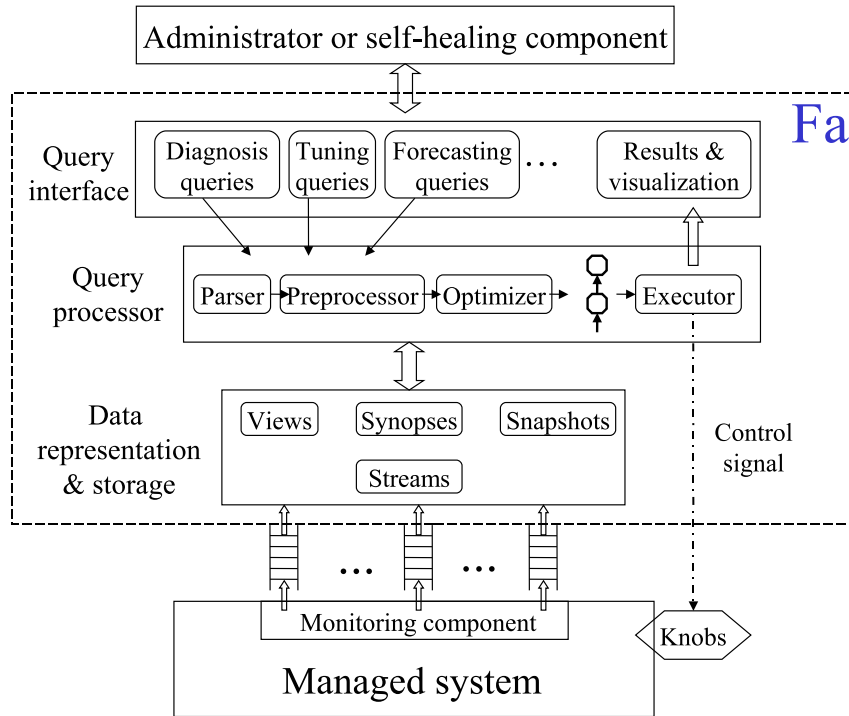 Administrator or self-healing component
Fa
Query
interface
Diagnosis
queries
Tuning
queries
Forecasting
queries
...
Results &
visualization
Query
processor
Parser
Preprocessor
Optimizer
Executor
Data
representation
& storage
Views
Synopses
Snapshots
Streams
Control
signal
...
...
Monitoring component
Knobs
Managed system